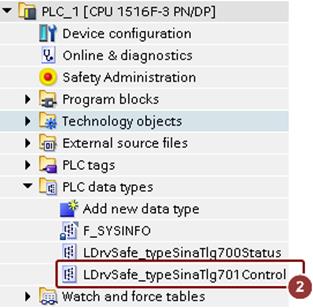 PLC_1 [CPU 1516F-3 PN/DP]
Device configuration
Online & diagnostics
Safety Administration
Program blocks
Technology objects
External source files
PLC tags
PLC data types
Add new data type
F_SYSINFO
LDrvSafe_typeSinaTlg700Status
LDrvSafe_typeSinaTlg701Control
2
Watch and force tables